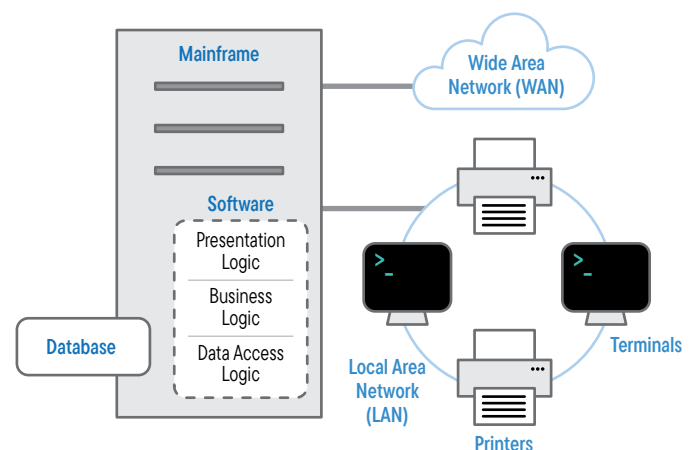 Mainframe
Wide Area
Network (WAN)
Software
Presentation
Logic
Business
Logic
Data Access
Logic
Database
>_
>_
Terminals
Local Area
Network
(LAN)
Printers